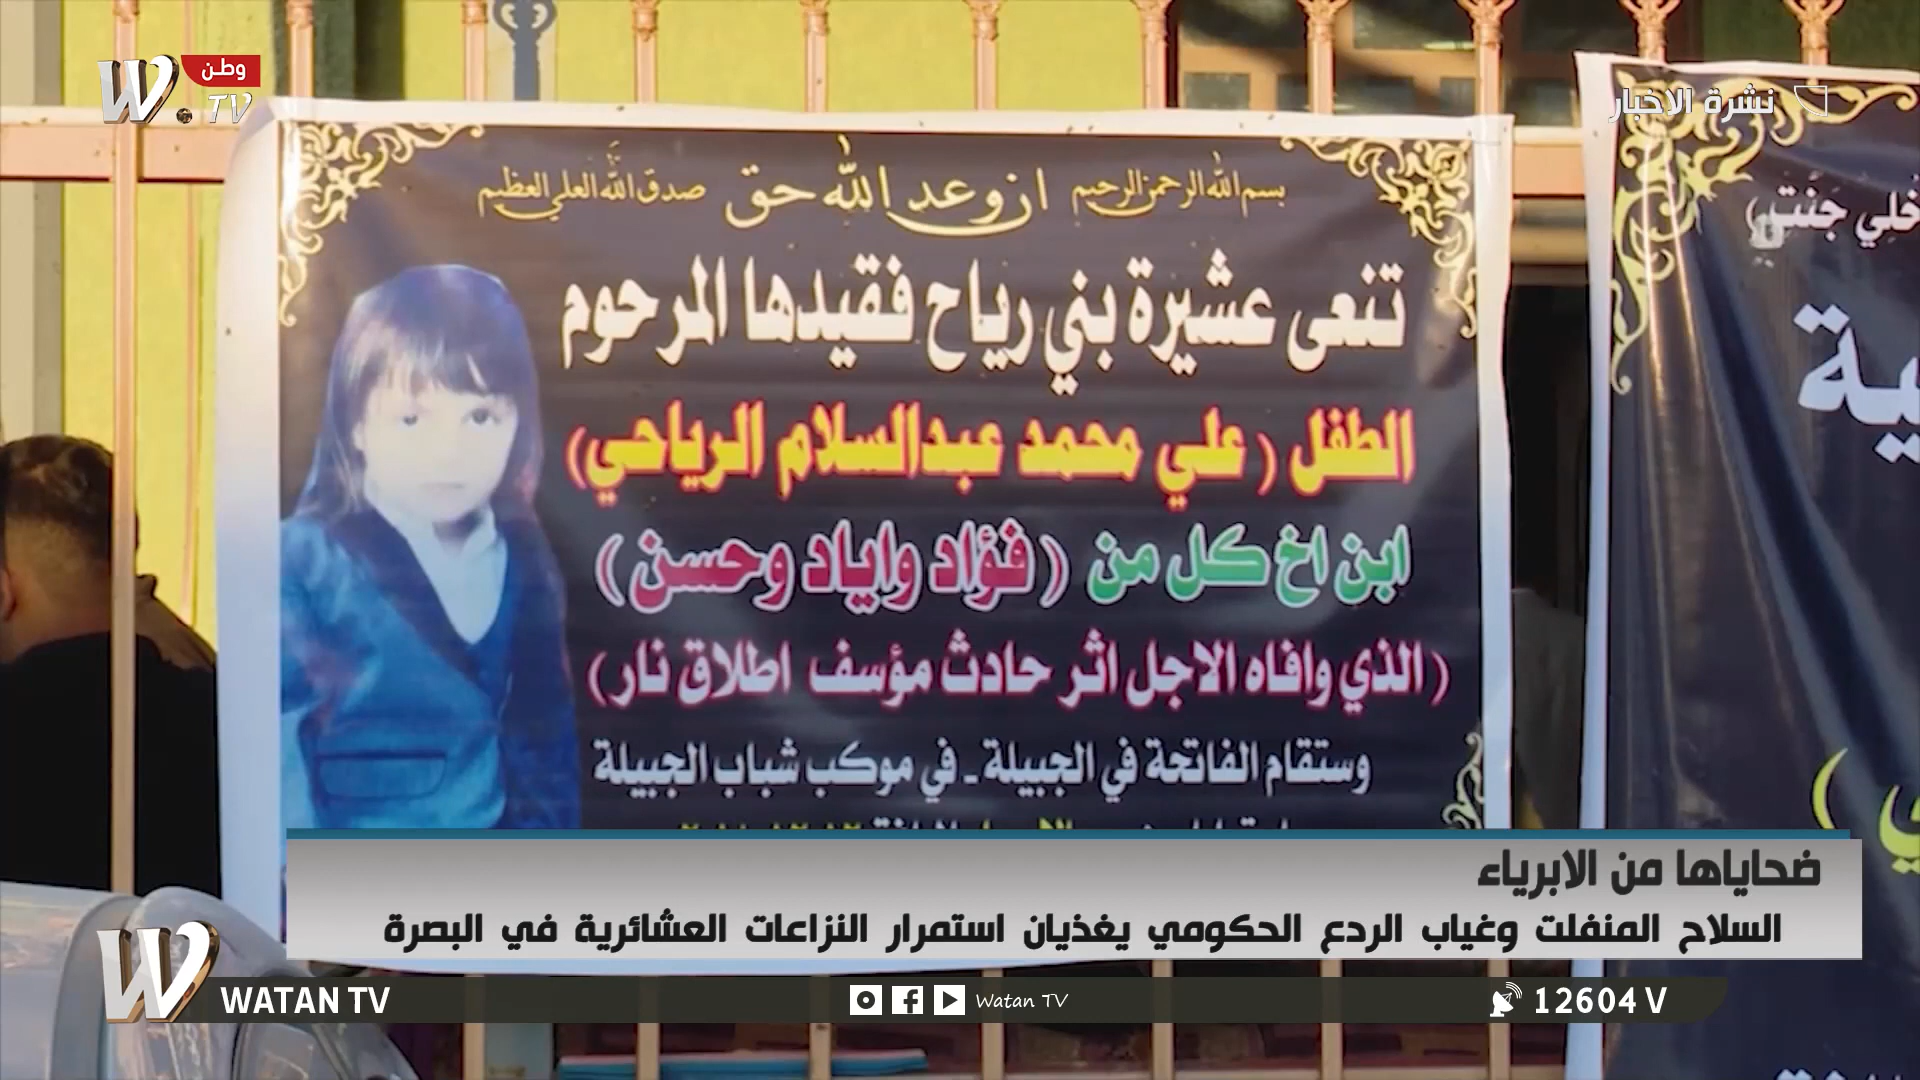 وطن
W.TV
نشرة الاخبار
بسم الله الرحمن الرحيم
ان وعد الله حق
صدق الله العلي العظيم
تنعى عشيرة بني رياح فقيدها المرحوم
الطفل ( علي محمد عبدالسلام الرياحي )
ابن اخ كل من ( فؤاد واياد وحسن )
( الذي وافاه الاجل اثر حادث مؤسف اطلاق نار )
وستقام الفاتحة في الجبيلة - في موكب شباب الجبيلة
جنتي )
ضحاياها من الابرياء
السلاح المنفلت وغياب الردع الحكومي يغذيان استمرار النزاعات العشائرية في البصرة
W WATAN TV
Watan TV
12604 V